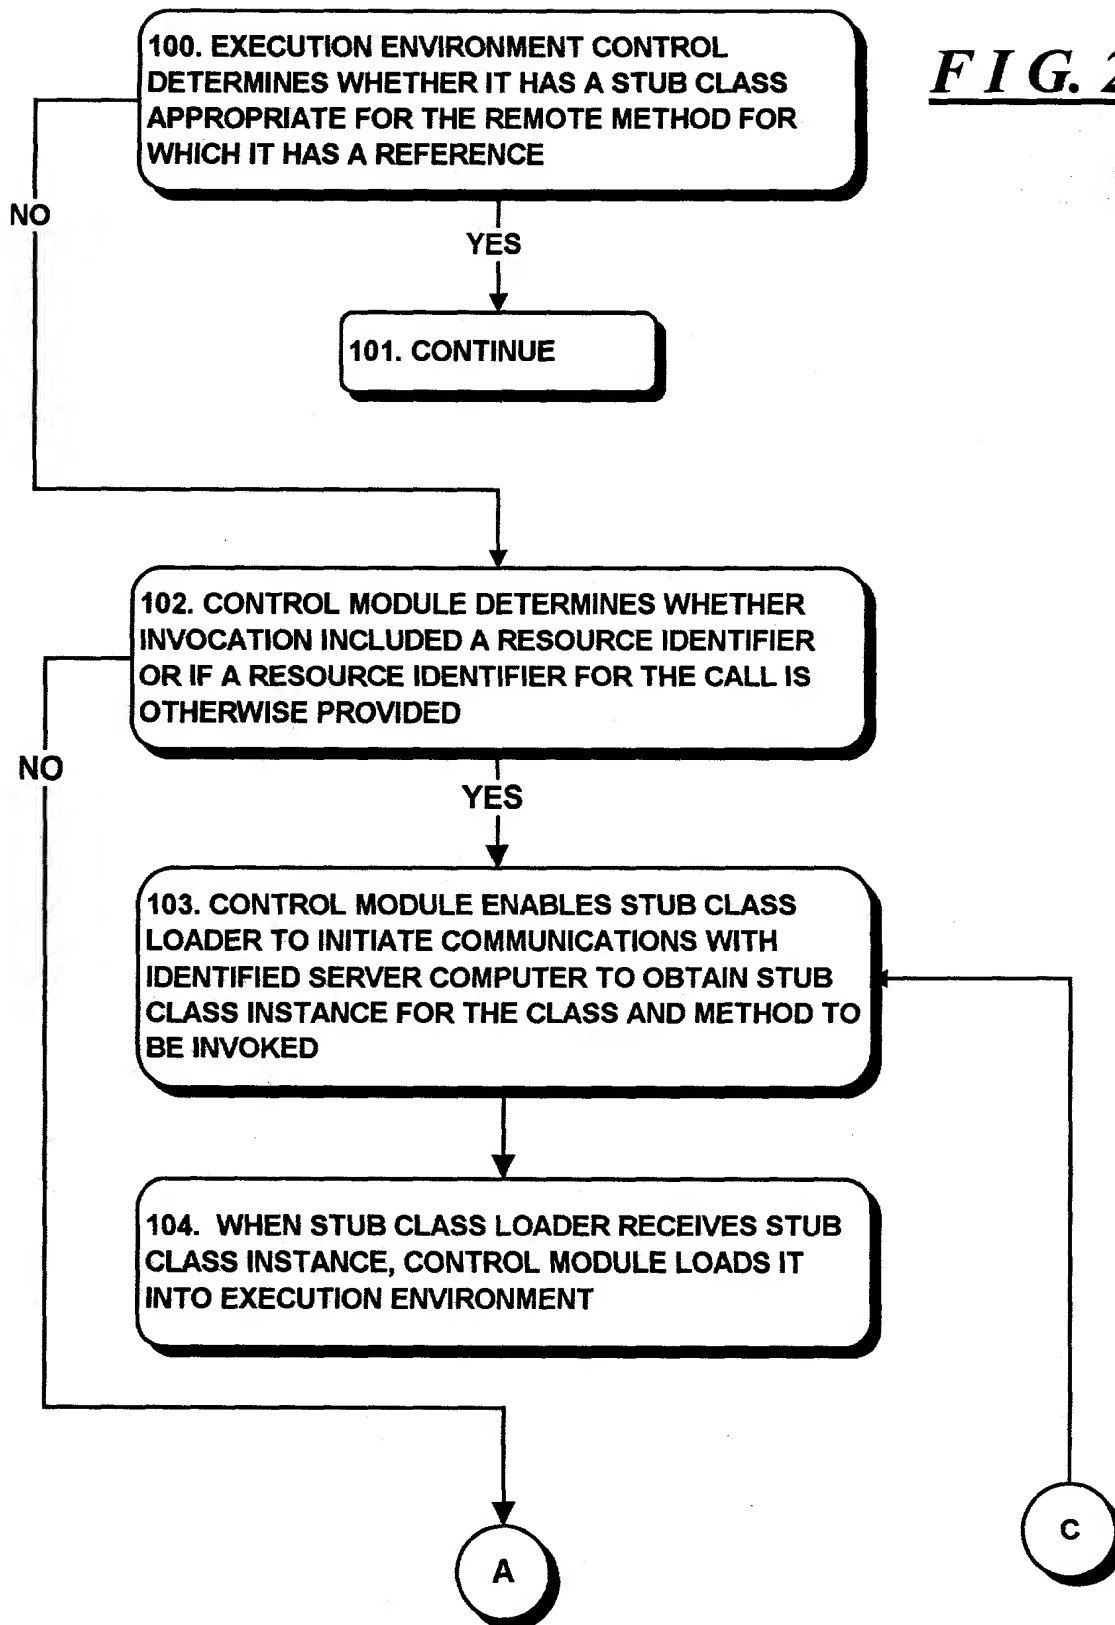 FIG. 2
100. EXECUTION ENVIRONMENT CONTROL
DETERMINES WHETHER IT HAS A STUB CLASS
APPROPRIATE FOR THE REMOTE METHOD FOR
WHICH IT HAS A REFERENCE
NO
YES
101. CONTINUE
102. CONTROL MODULE DETERMINES WHETHER
INVOCATION INCLUDED A RESOURCE IDENTIFIER
OR IF A RESOURCE IDENTIFIER FOR THE CALL IS
OTHERWISE PROVIDED
NO
YES
103. CONTROL MODULE ENABLES STUB CLASS
LOADER TO INITIATE COMMUNICATIONS WITH
IDENTIFIED SERVER COMPUTER TO OBTAIN STUB
CLASS INSTANCE FOR THE CLASS AND METHOD TO
BE INVOKED
104. WHEN STUB CLASS LOADER RECEIVES STUB
CLASS INSTANCE, CONTROL MODULE LOADS IT
INTO EXECUTION ENVIRONMENT
C
A